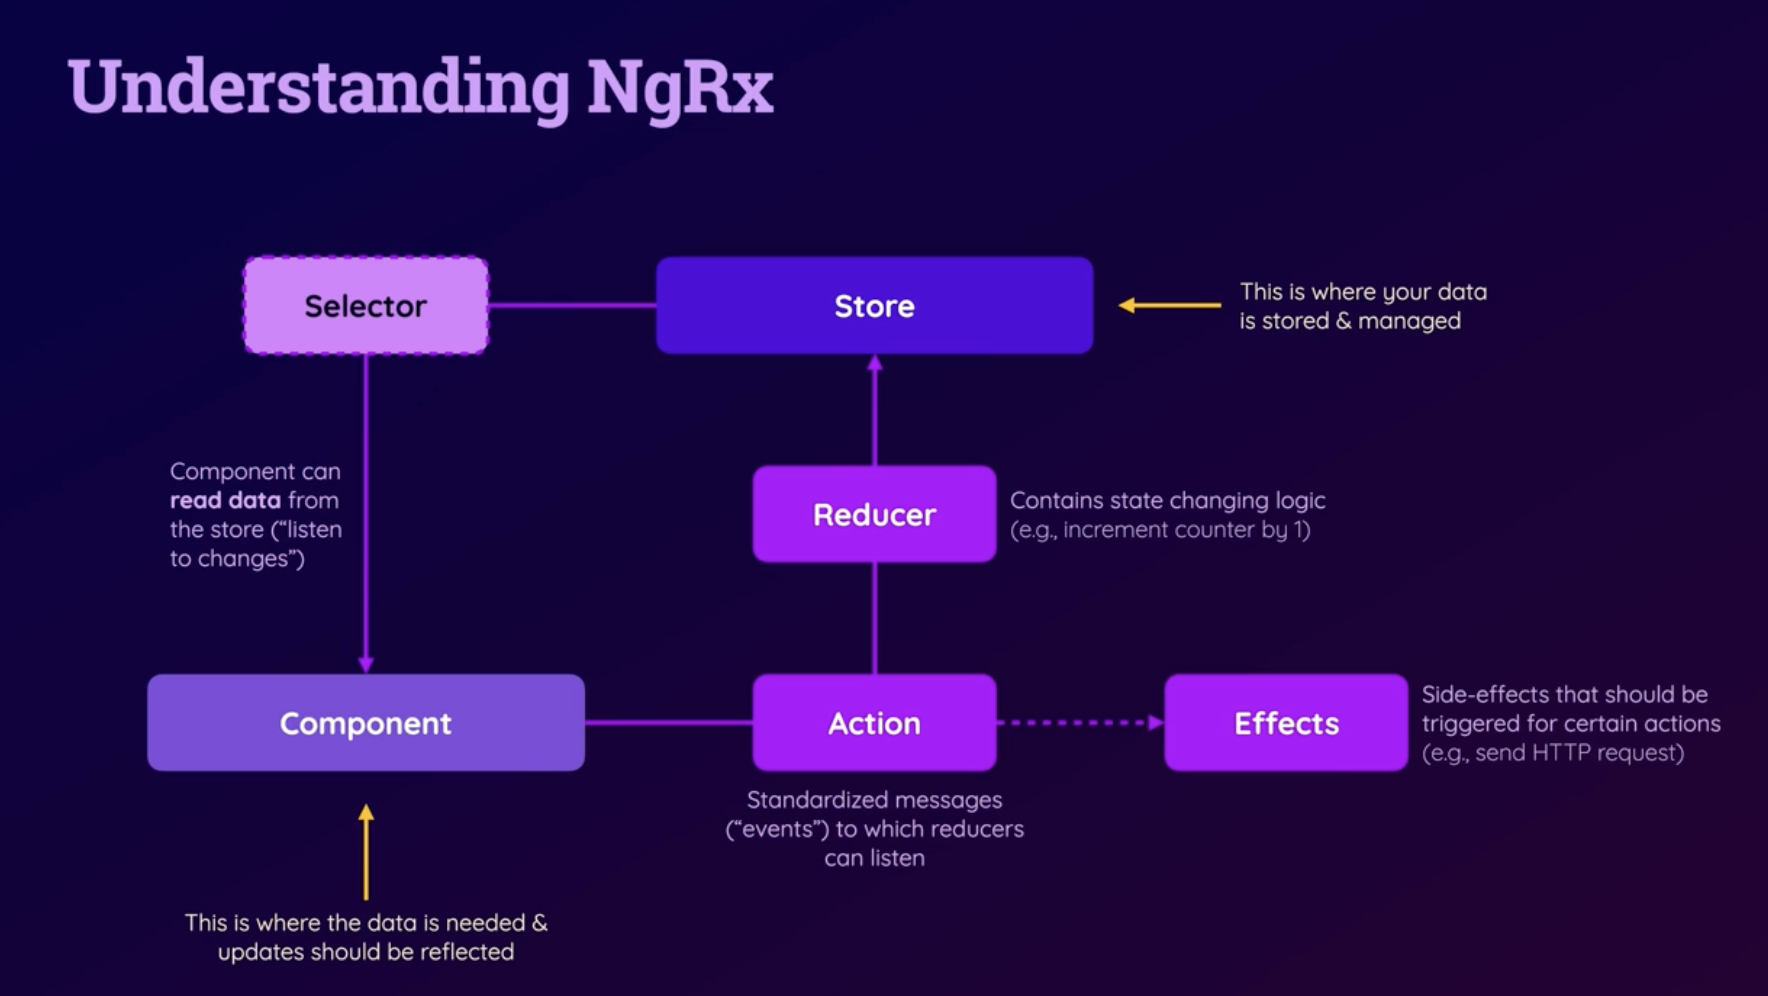 Understanding NgRx
Selector
Store
This is where your data
is stored & managed
Component can
read data from
the store (“listen
to changes”)
Reducer
Contains state changing logic
(e.g., increment counter by 1)
Component
Action
Effects
Side-effects that should be
triggered for certain actions
(e.g., send HTTP request)
Standardized messages
(“events”) to which reducers
can listen
This is where the data is needed &
updates should be reflected